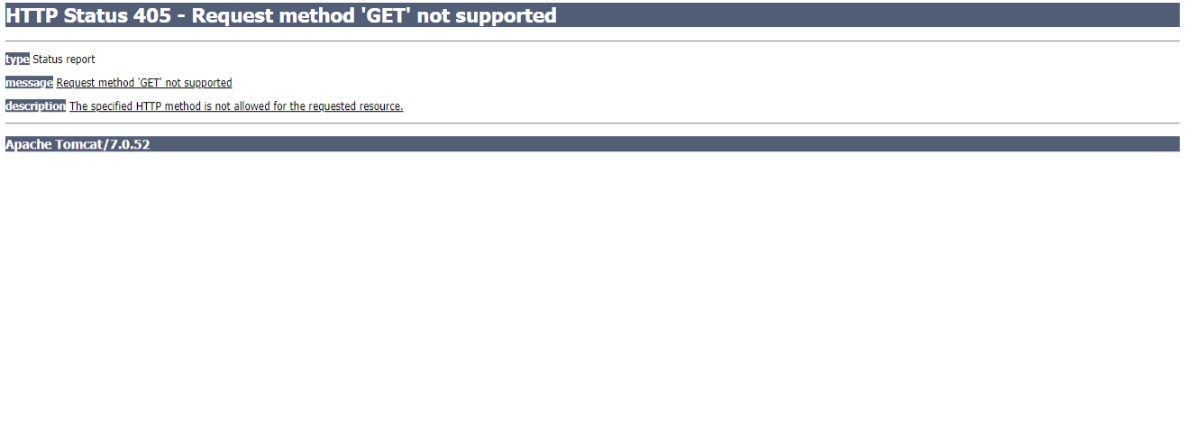 HTTP Status 405 - Request method 'GET' not supported
type Status report
message Request method 'GET' not supported
description The specified HTTP method is not allowed for the requested resource.
Apache Tomcat/7.0.52